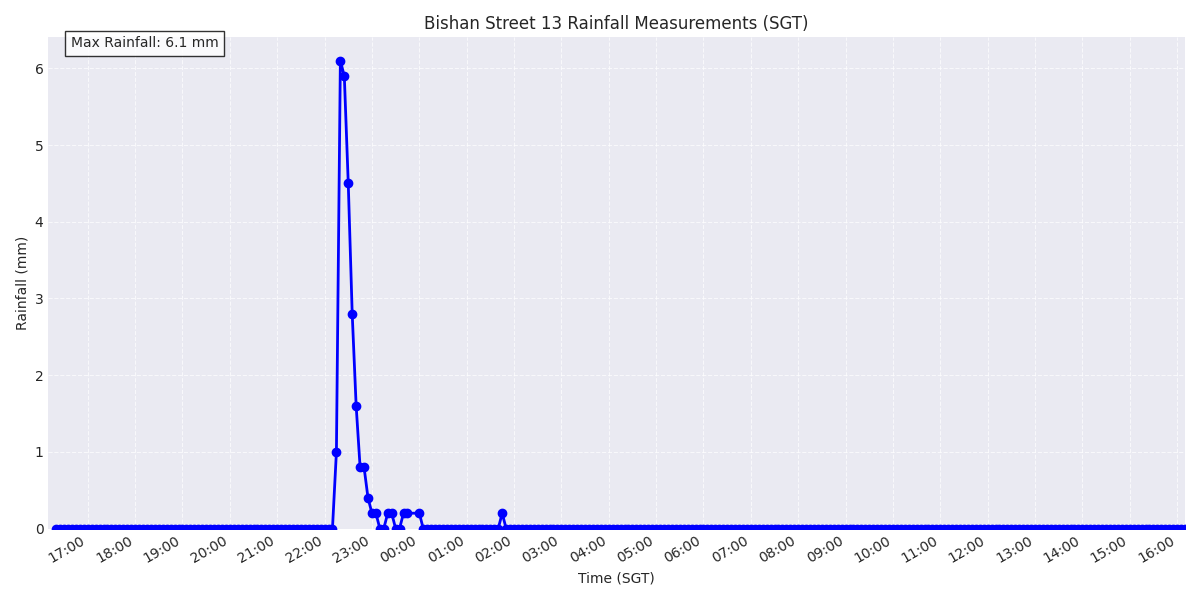 Bishan Street 13 Rainfall Measurements (SGT)
Max Rainfall: 6.1 mm
6
5
4
3
2
1
0
Rainfall (mm)
17:00 18:00 19:00 20:00 21:00 22:00 23:00 00:00 01:00 02:00 03:00 04:00 05:00 06:00 07:00 08:00 09:00 10:00 11:00 12:00 13:00 14:00 15:00 16:00
Time (SGT)